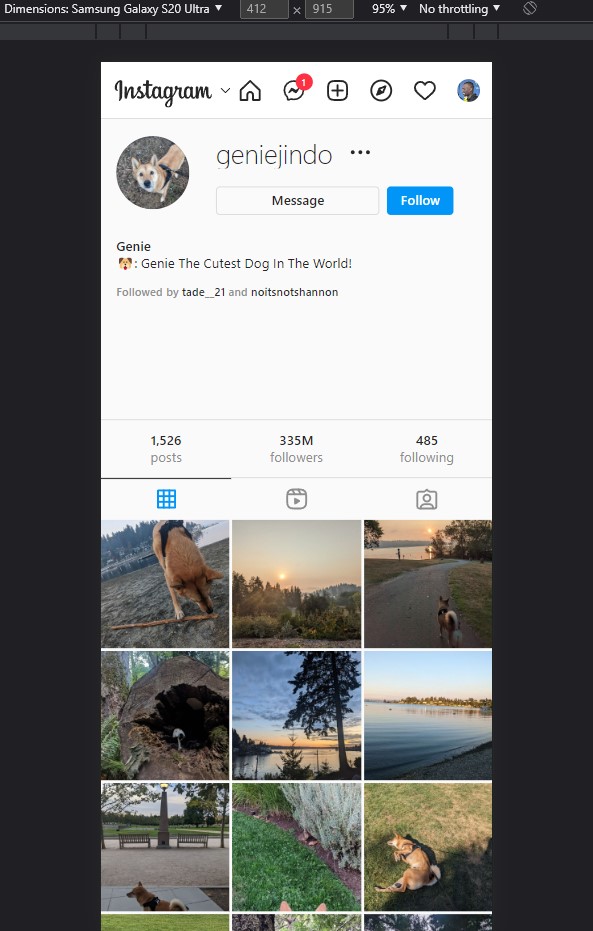 Dimensions: Samsung Galaxy S20 Ultra ▼ 412 × 915 95% ▼ No throttling ▼
Instagram 1
geniejindo •••
Message Follow
Genie
🐶: Genie The Cutest Dog In The World!
Followed by tade__21 and noitsnotshannon
1,526 335M 485
posts followers following